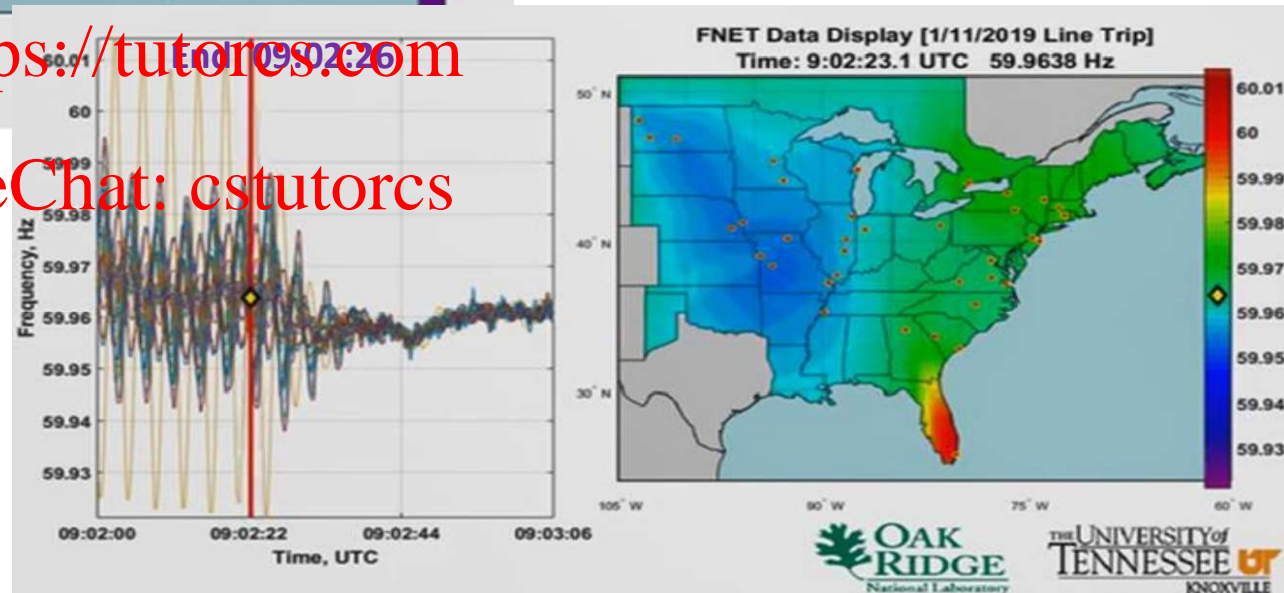 ps://tutorcs.com
End: 09:02:26
eChat: cstutorcs
60.01
60
59.99
59.98
59.97
59.96
59.95
59.94
59.93
Frequency, Hz
09:02:00 09:02:22 09:02:44 09:03:06
Time, UTC
FNET Data Display [1/11/2019 Line Trip]
Time: 9:02:23.1 UTC 59.9638 Hz
50° N
40° N
30° N
105° W 90° W 75° W 60° W
60.01
60
59.99
59.98
59.97
59.96
59.95
59.94
59.93
OAK
RIDGE
National Laboratory
THE UNIVERSITY of
TENNESSEE UT
KNOXVILLE